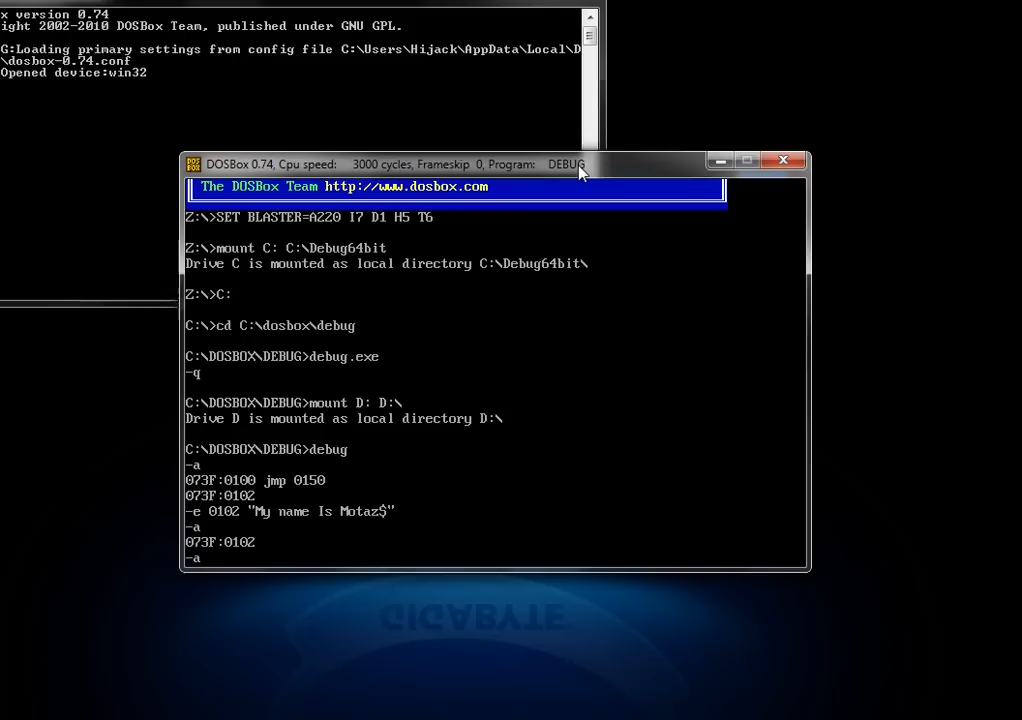 x version 0.74
ight 2002-2010 DOSBox Team, published under GNU GPL.
G:Loading primary settings from config file C:\Users\Hijack\AppData\Local\D
\dosbox-0.74.conf
Opened device:win32
DOSBox 0.74, Cpu speed: 3000 cycles, Frameskip 0, Program: DEBUG
The DOSBox Team http://www.dosbox.com
Z:\>SET BLASTER=A220 I7 D1 H5 T6
Z:\>mount C: C:\Debug64bit
Drive C is mounted as local directory C:\Debug64bit\
Z:\>C:
C:\>cd C:\dosbox\debug
C:\DOSBOX\DEBUG>debug.exe
-q
C:\DOSBOX\DEBUG>mount D: D:\
Drive D is mounted as local directory D:\
C:\DOSBOX\DEBUG>debug
-a
073F:0100 jmp 0150
073F:0102
-e 0102 "My name Is Motaz$"
-a
073F:0102
-a
GIGABYTE